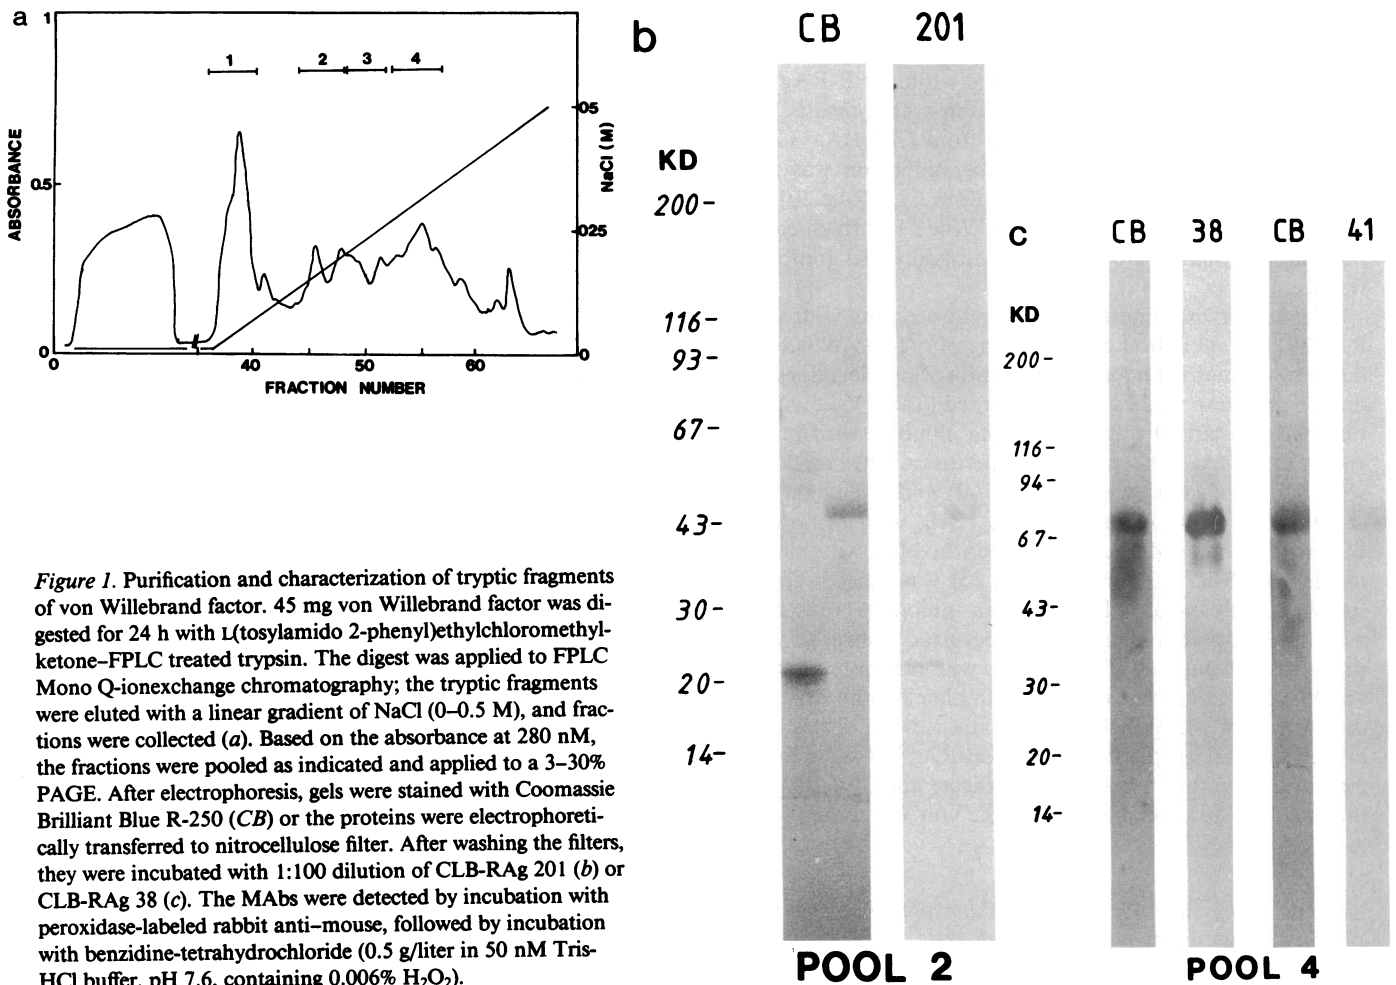 a
1
0.5
0
ABSORBANCE
1 2 3 4
05
025
0
NaCl (M)
0 40 50 60
FRACTION NUMBER
Figure 1. Purification and characterization of tryptic fragments
of von Willebrand factor. 45 mg von Willebrand factor was di-
gested for 24 h with L(tosylamido 2-phenyl)ethylchloromethyl-
ketone–FPLC treated trypsin. The digest was applied to FPLC
Mono Q-ionexchange chromatography; the tryptic fragments
were eluted with a linear gradient of NaCl (0–0.5 M), and frac-
tions were collected (a). Based on the absorbance at 280 nM,
the fractions were pooled as indicated and applied to a 3–30%
PAGE. After electrophoresis, gels were stained with Coomassie
Brilliant Blue R-250 (CB) or the proteins were electrophoreti-
cally transferred to nitrocellulose filter. After washing the filters,
they were incubated with 1:100 dilution of CLB-RAg 201 (b) or
CLB-RAg 38 (c). The MAbs were detected by incubation with
peroxidase-labeled rabbit anti–mouse, followed by incubation
with benzidine-tetrahydrochloride (0.5 g/liter in 50 nM Tris-
HCl buffer, pH 7.6, containing 0.006% H₂O₂).
b
CB 201
KD
200-
116-
93-
67-
43-
30-
20-
14-
POOL 2
c
CB 38 CB 41
KD
200-
116-
94-
67-
43-
30-
20-
14-
POOL 4